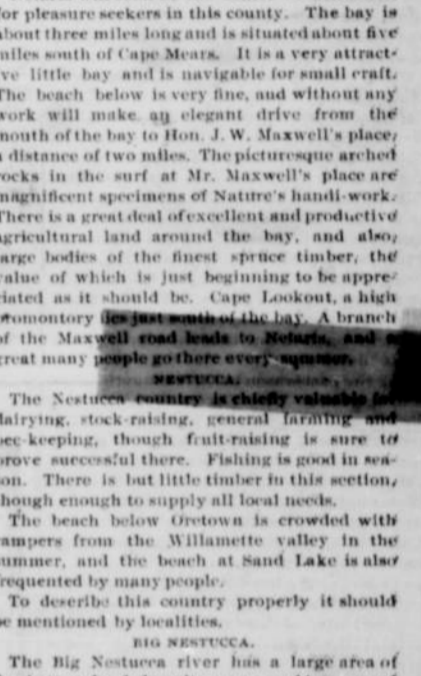 for pleasure seekers in this county. The bay is
about three miles long and is situated about five
miles south of Cape Mears. It is a very attract-
ve little bay and is navigable for small craft.
The beach below is very fine, and without any
work will make an elegant drive from the
mouth of the bay to Hon. J. W. Maxwell's place,
a distance of two miles. The picturesque arched
rocks in the surf at Mr. Maxwell's place are
magnificent specimens of Nature's handi-work.
There is a great deal of excellent and productive
agricultural land around the bay, and also,
large bodies of the finest spruce timber, the
value of which is just beginning to be appre-
iated as it should be. Cape Lookout, a high
promontory lies just south of the bay. A branch
of the Maxwell road leads to Netarts, and a
great many people go there every summer.
NESTUCCA.
The Nestucca country is chiefly valuable for
dairying, stock-raising, general farming and
bee-keeping, though fruit-raising is sure to
prove successful there. Fishing is good in sea-
son. There is but little timber in this section,
though enough to supply all local needs.
The beach below Oretown is crowded with
campers from the Willamette valley in the
summer, and the beach at Sand Lake is also
frequented by many people.
To describe this country properly it should
be mentioned by localities.
BIG NESTUCCA.
The Big Nestucca river has a large area of